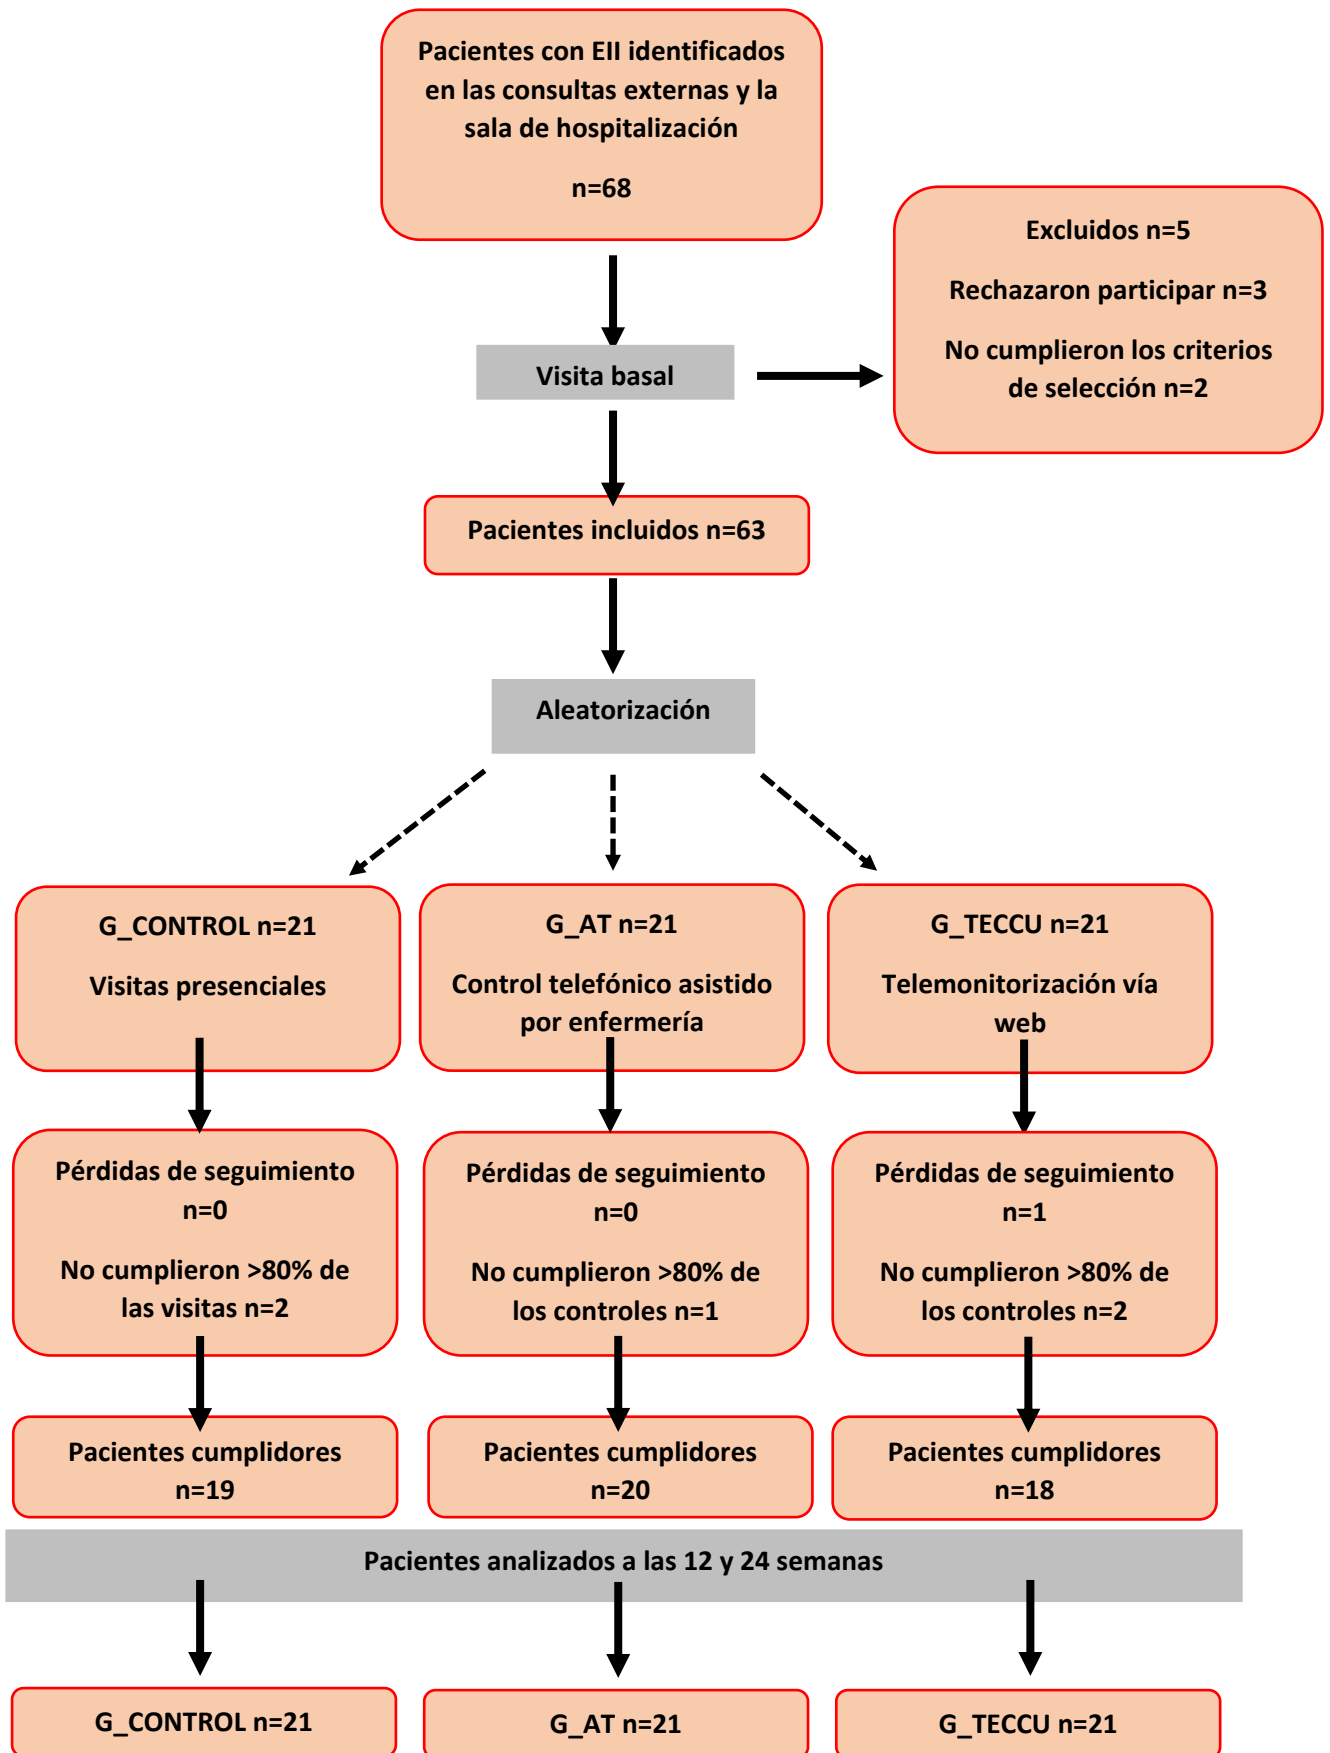 Pacientes con EII identificados
en las consultas externas y la
sala de hospitalización
n=68
Excluidos n=5
Rechazaron participar n=3
No cumplieron los criterios
de selección n=2
Visita basal
Pacientes incluidos n=63
Aleatorización
G_CONTROL n=21
Visitas presenciales
G_AT n=21
Control telefónico asistido
por enfermería
G_TECCU n=21
Telemonitorización vía
web
Pérdidas de seguimiento
n=0
No cumplieron >80% de
las visitas n=2
Pérdidas de seguimiento
n=0
No cumplieron >80% de
los controles n=1
Pérdidas de seguimiento
n=1
No cumplieron >80% de
los controles n=2
Pacientes cumplidores
n=19
Pacientes cumplidores
n=20
Pacientes cumplidores
n=18
Pacientes analizados a las 12 y 24 semanas
G_CONTROL n=21
G_AT n=21
G_TECCU n=21